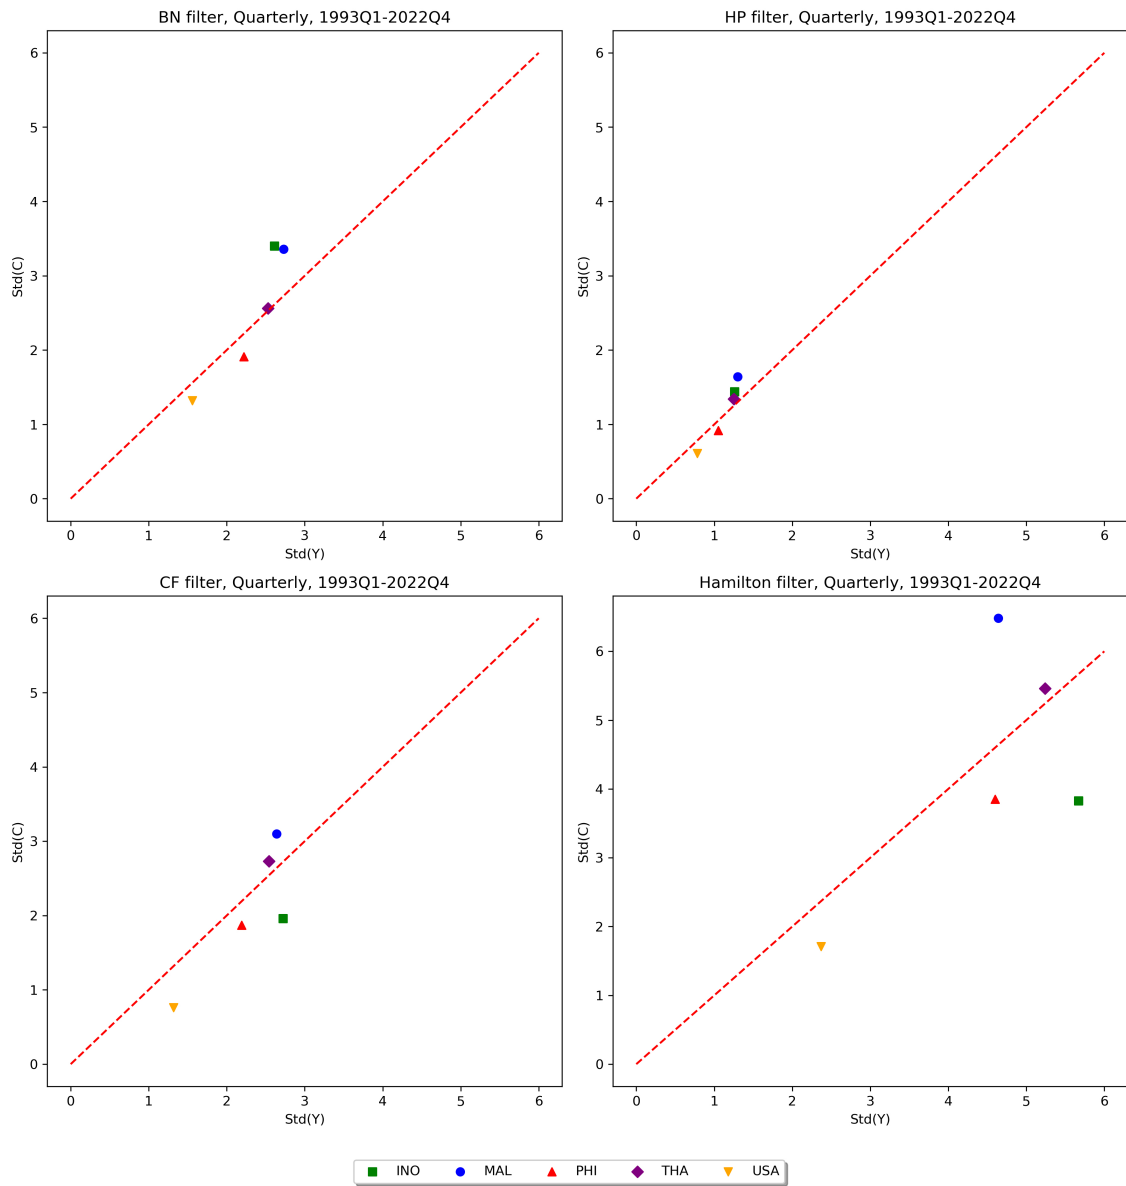 BN filter, Quarterly, 1993Q1-2022Q4
6
5
4
3
2
1
0
Std(C)
0 1 2 3 4 5 6
Std(Y)
HP filter, Quarterly, 1993Q1-2022Q4
6
5
4
3
2
1
0
Std(C)
0 1 2 3 4 5 6
Std(Y)
CF filter, Quarterly, 1993Q1-2022Q4
6
5
4
3
2
1
0
Std(C)
0 1 2 3 4 5 6
Std(Y)
Hamilton filter, Quarterly, 1993Q1-2022Q4
6
5
4
3
2
1
0
Std(C)
0 1 2 3 4 5 6
Std(Y)
INO MAL PHI THA USA